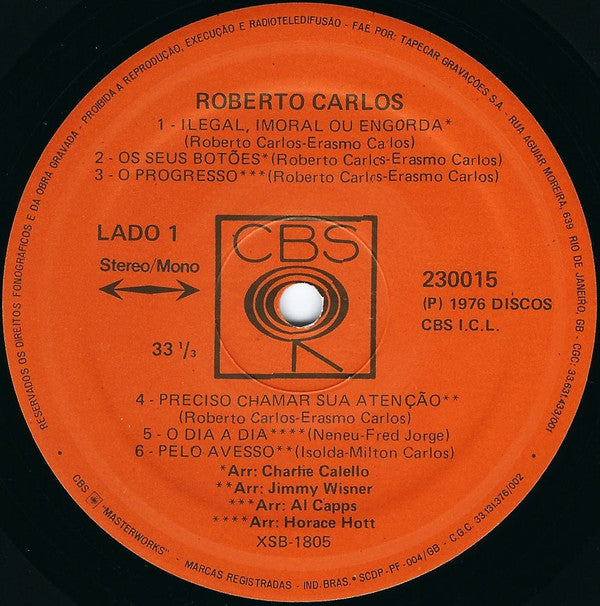 RESERVADOS OS DIREITOS FONOGRÁFICOS E DA OBRA GRAVADA - PROIBIDA A REPRODUÇÃO, EXECUÇÃO E RADIOTELEDIFUSÃO - FAE POR: TAPECAR GRAVAÇÕES S.A. - RUA AGUIAR MOREIRA, 639 RIO DE JANEIRO, GB - CGC: 33.631.433/001
ROBERTO CARLOS
1 - ILEGAL, IMORAL OU ENGORDA*
(Roberto Carlos-Erasmo Carlos)
2 - OS SEUS BOTÕES*(Roberto Carlos-Erasmo Carlos)
3 - O PROGRESSO***(Roberto Carlos-Erasmo Carlos)
LADO 1
Stereo/Mono
33 1/3
CBS
230015
(P) 1976 DISCOS
CBS I.C.L.
4 - PRECISO CHAMAR SUA ATENÇÃO**
(Roberto Carlos-Erasmo Carlos)
5 - O DIA A DIA****(Neneu-Fred Jorge)
6 - PELO AVESSO**(Isolda-Milton Carlos)
*Arr: Charlie Calello
**Arr: Jimmy Wisner
***Arr: Al Capps
****Arr: Horace Hott
XSB-1805
CBS "MASTERWORKS" - MARCAS REGISTRADAS - IND. BRAS. - SCDP-PF-004/GB - C.G.C. 33.131.376/002